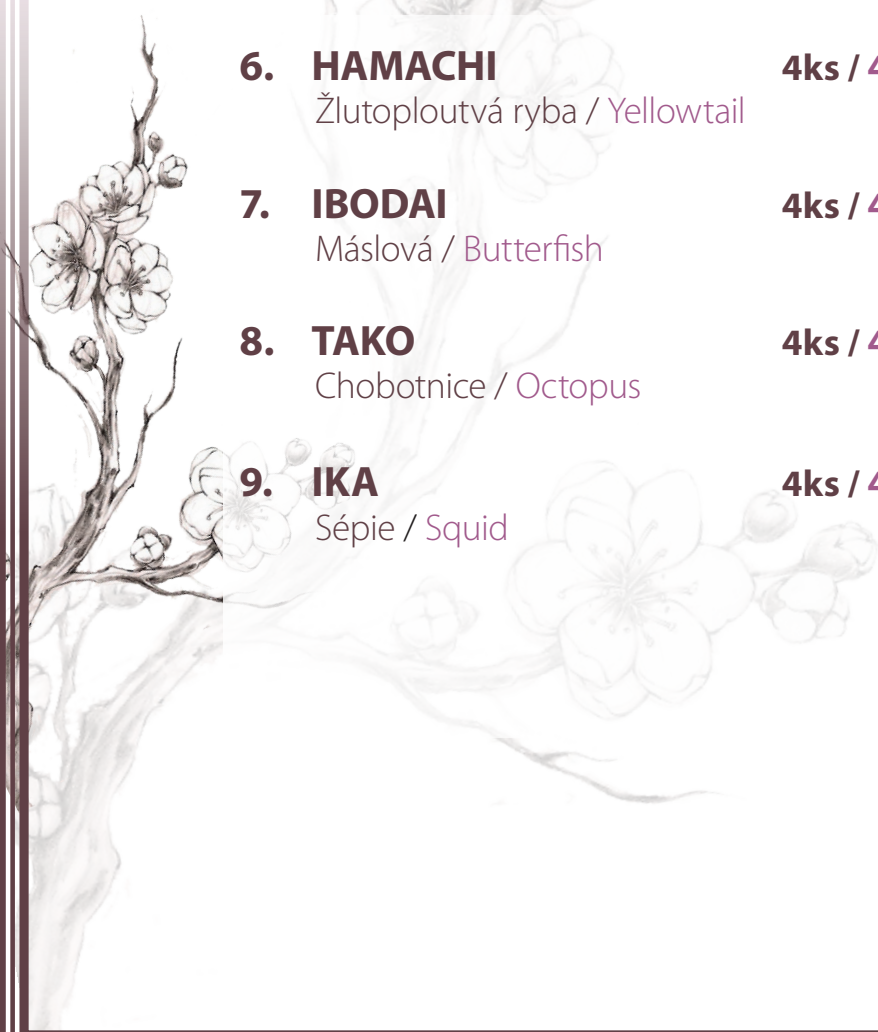 6. HAMACHI 4ks / 4
Žlutoploutvá ryba / Yellowtail
7. IBODAI 4ks / 4
Máslová / Butterfish
8. TAKO 4ks / 4
Chobotnice / Octopus
9. IKA 4ks / 4
Sépie / Squid